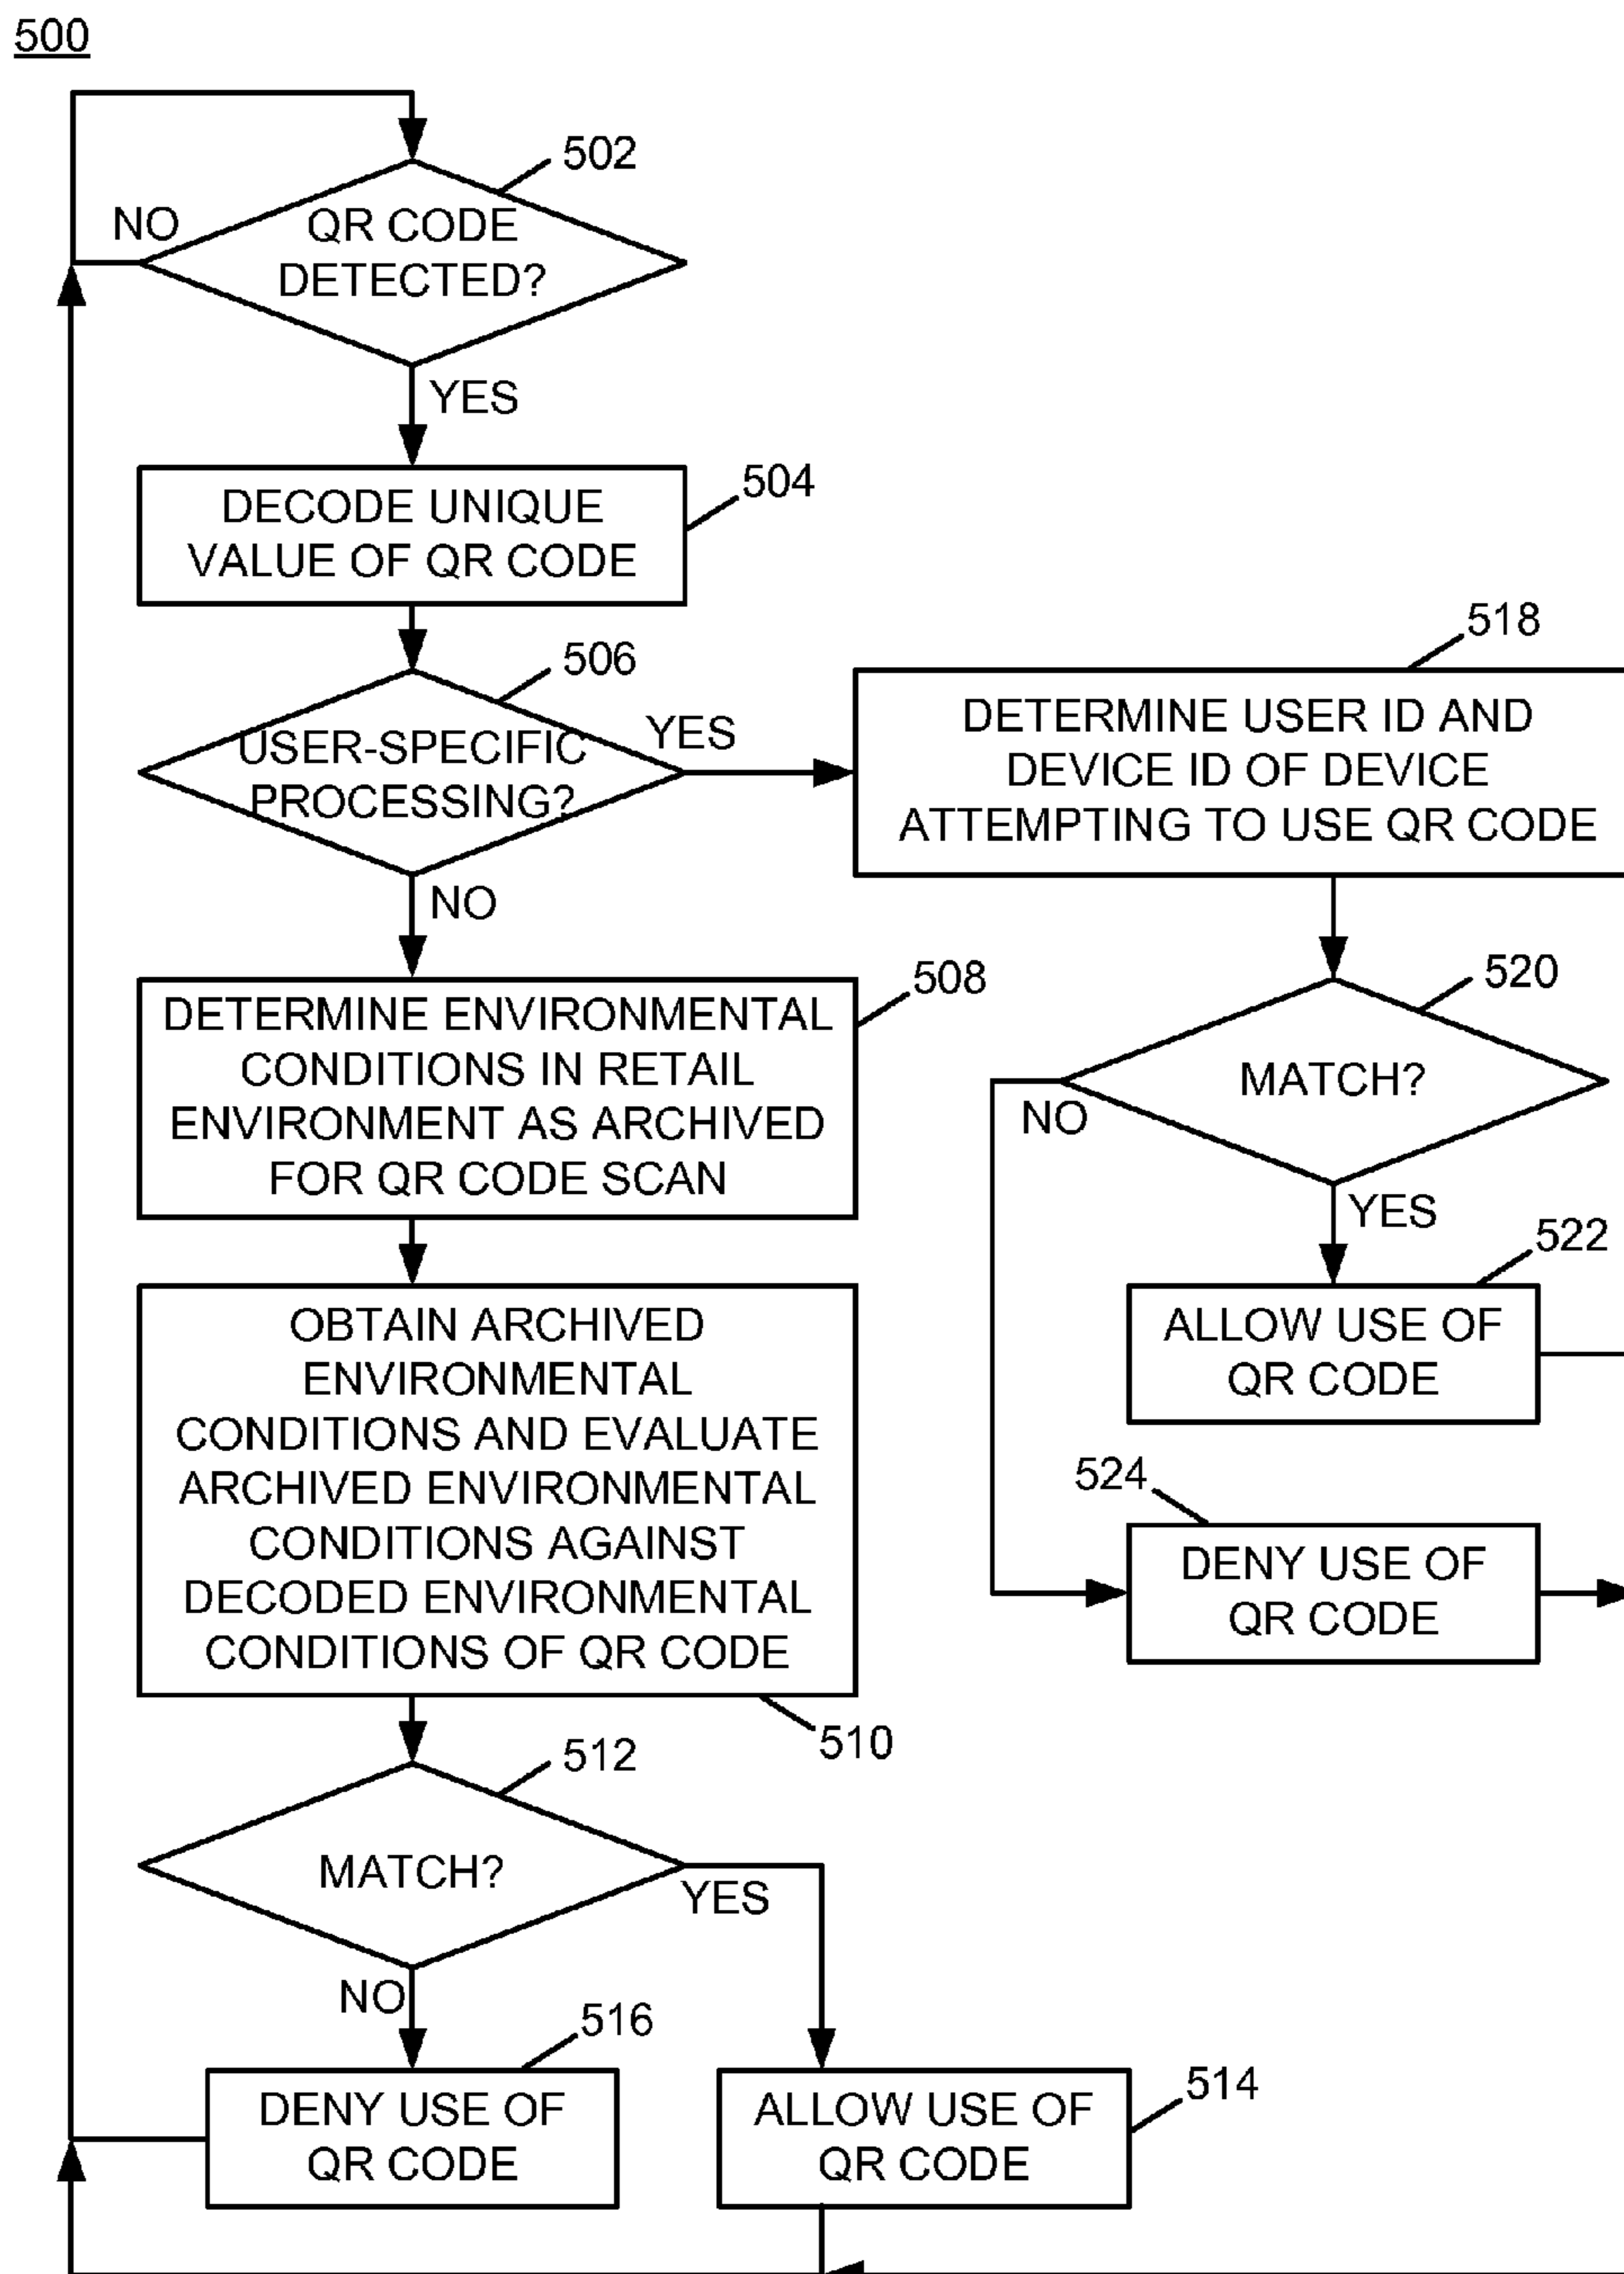 500
502
NO
QR CODE
DETECTED?
YES
504
DECODE UNIQUE
VALUE OF QR CODE
506
USER-SPECIFIC
PROCESSING?
YES
NO
518
DETERMINE USER ID AND
DEVICE ID OF DEVICE
ATTEMPTING TO USE QR CODE
508
DETERMINE ENVIRONMENTAL
CONDITIONS IN RETAIL
ENVIRONMENT AS ARCHIVED
FOR QR CODE SCAN
520
MATCH?
NO
YES
522
ALLOW USE OF
QR CODE
524
DENY USE OF
QR CODE
OBTAIN ARCHIVED
ENVIRONMENTAL
CONDITIONS AND EVALUATE
ARCHIVED ENVIRONMENTAL
CONDITIONS AGAINST
DECODED ENVIRONMENTAL
CONDITIONS OF QR CODE
510
512
MATCH?
YES
NO
516
DENY USE OF
QR CODE
514
ALLOW USE OF
QR CODE